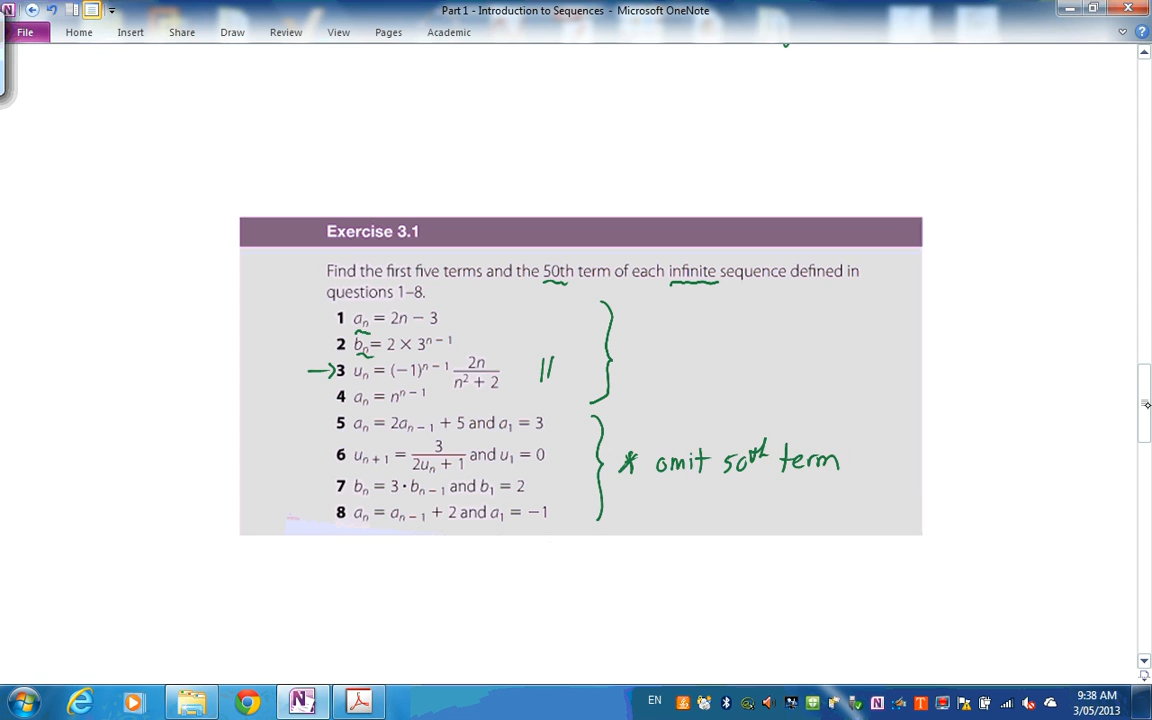 Part 1 - Introduction to Sequences - Microsoft OneNote
File Home Insert Share Draw Review View Pages Academic
Exercise 3.1
Find the first five terms and the 50th term of each infinite sequence defined in
questions 1–8.
1 aₙ = 2n − 3
2 bₙ = 2 × 3ⁿ⁻¹
→3 uₙ = (−1)ⁿ⁻¹ 2n/(n² + 2) //
4 aₙ = nⁿ⁻¹
5 aₙ = 2aₙ₋₁ + 5 and a₁ = 3
6 uₙ₊₁ = 3/(2uₙ + 1) and u₁ = 0
* omit 50th term
7 bₙ = 3 · bₙ₋₁ and b₁ = 2
8 aₙ = aₙ₋₁ + 2 and a₁ = −1
EN
9:38 AM
3/05/2013